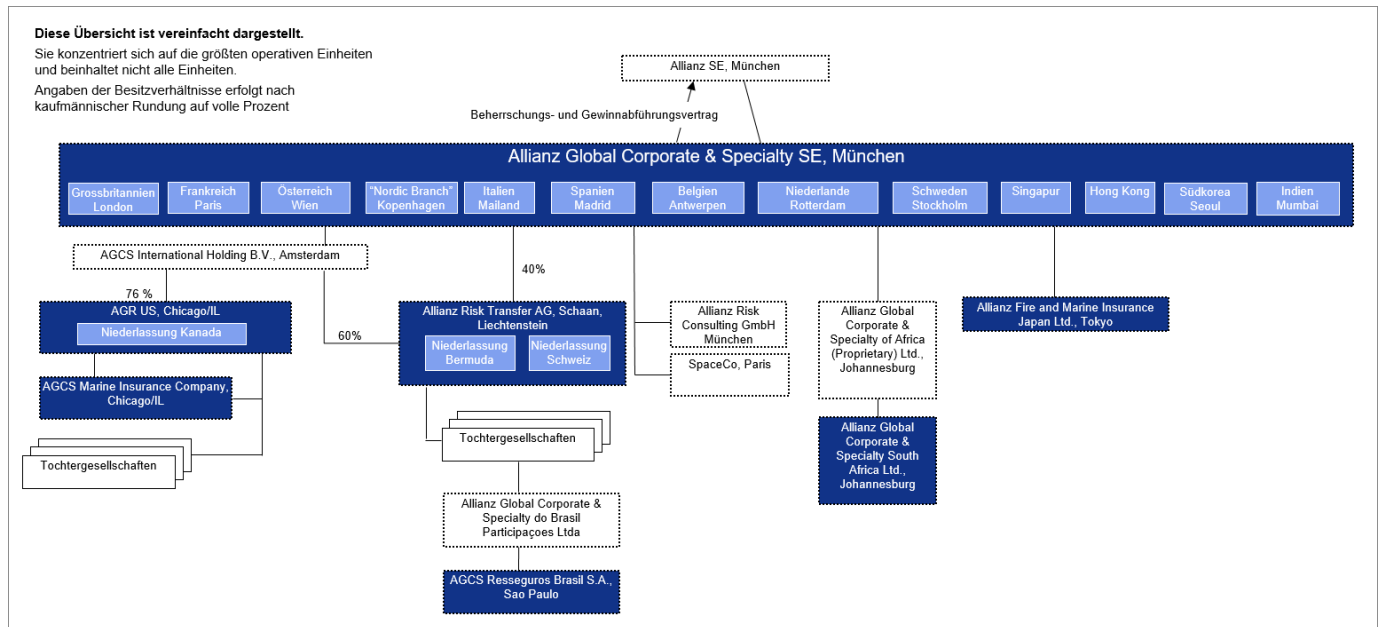 Diese Übersicht ist vereinfacht dargestellt.
Sie konzentriert sich auf die größten operativen Einheiten
und beinhaltet nicht alle Einheiten.
Angaben der Besitzverhältnisse erfolgt nach
kaufmännischer Rundung auf volle Prozent
Allianz SE, München
Beherrschungs- und Gewinnabführungsvertrag
Allianz Global Corporate & Specialty SE, München
Grossbritannien
London
Frankreich
Paris
Österreich
Wien
"Nordic Branch"
Kopenhagen
Italien
Mailand
Spanien
Madrid
Belgien
Antwerpen
Niederlande
Rotterdam
Schweden
Stockholm
Singapur
Hong Kong
Südkorea
Seoul
Indien
Mumbai
AGCS International Holding B.V., Amsterdam
76 %
40%
60%
AGR US, Chicago/IL
Niederlassung Kanada
AGCS Marine Insurance Company,
Chicago/IL
Tochtergesellschaften
Allianz Risk Transfer AG, Schaan,
Liechtenstein
Niederlassung
Bermuda
Niederlassung
Schweiz
Tochtergesellschaften
Allianz Global Corporate &
Specialty do Brasil
Participaçoes Ltda
AGCS Resseguros Brasil S.A.,
Sao Paulo
Allianz Risk
Consulting GmbH
München
SpaceCo, Paris
Allianz Global
Corporate &
Specialty of Africa
(Proprietary) Ltd.,
Johannesburg
Allianz Global
Corporate &
Specialty South
Africa Ltd.,
Johannesburg
Allianz Fire and Marine Insurance
Japan Ltd., Tokyo